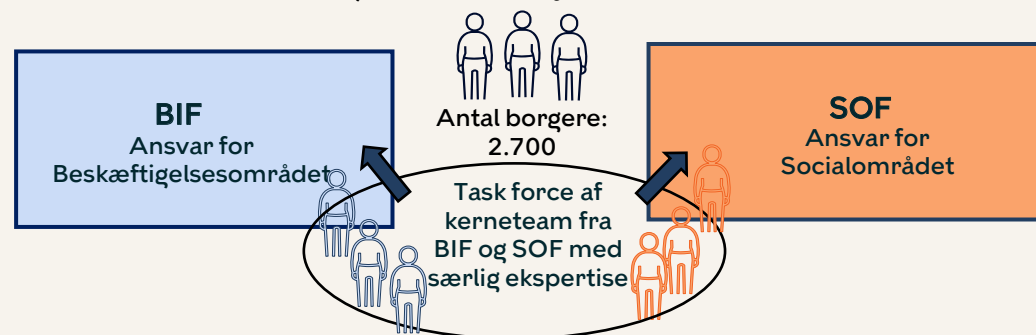 BIF
Ansvar for
Beskæftigelsesområdet
Antal borgere:
2.700
SOF
Ansvar for
Socialområdet
Task force af
kerneteam fra
BIF og SOF med
særlig ekspertise